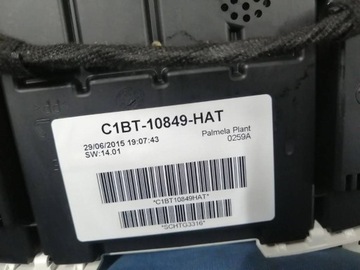 C1BT-10849-HAT
29/06/2015 19:07:43 Palmela Plant
SW:14.01 0259A
*C1BT10849HAT*
*SCHTG3316*